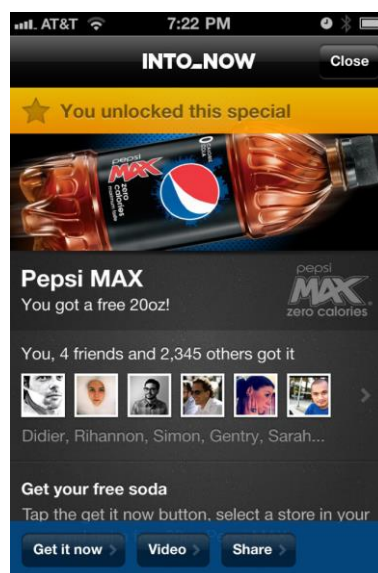 AT&T 7:22 PM
INTO_NOW
Close
You unlocked this special
pepsi
MAX
zero
calories
Pepsi MAX
You got a free 20oz!
pepsi
MAX
zero calories
You, 4 friends and 2,345 others got it
Didier, Rihannon, Simon, Gentry, Sarah...
Get your free soda
Tap the get it now button, select a store in your
Get it now
Video
Share